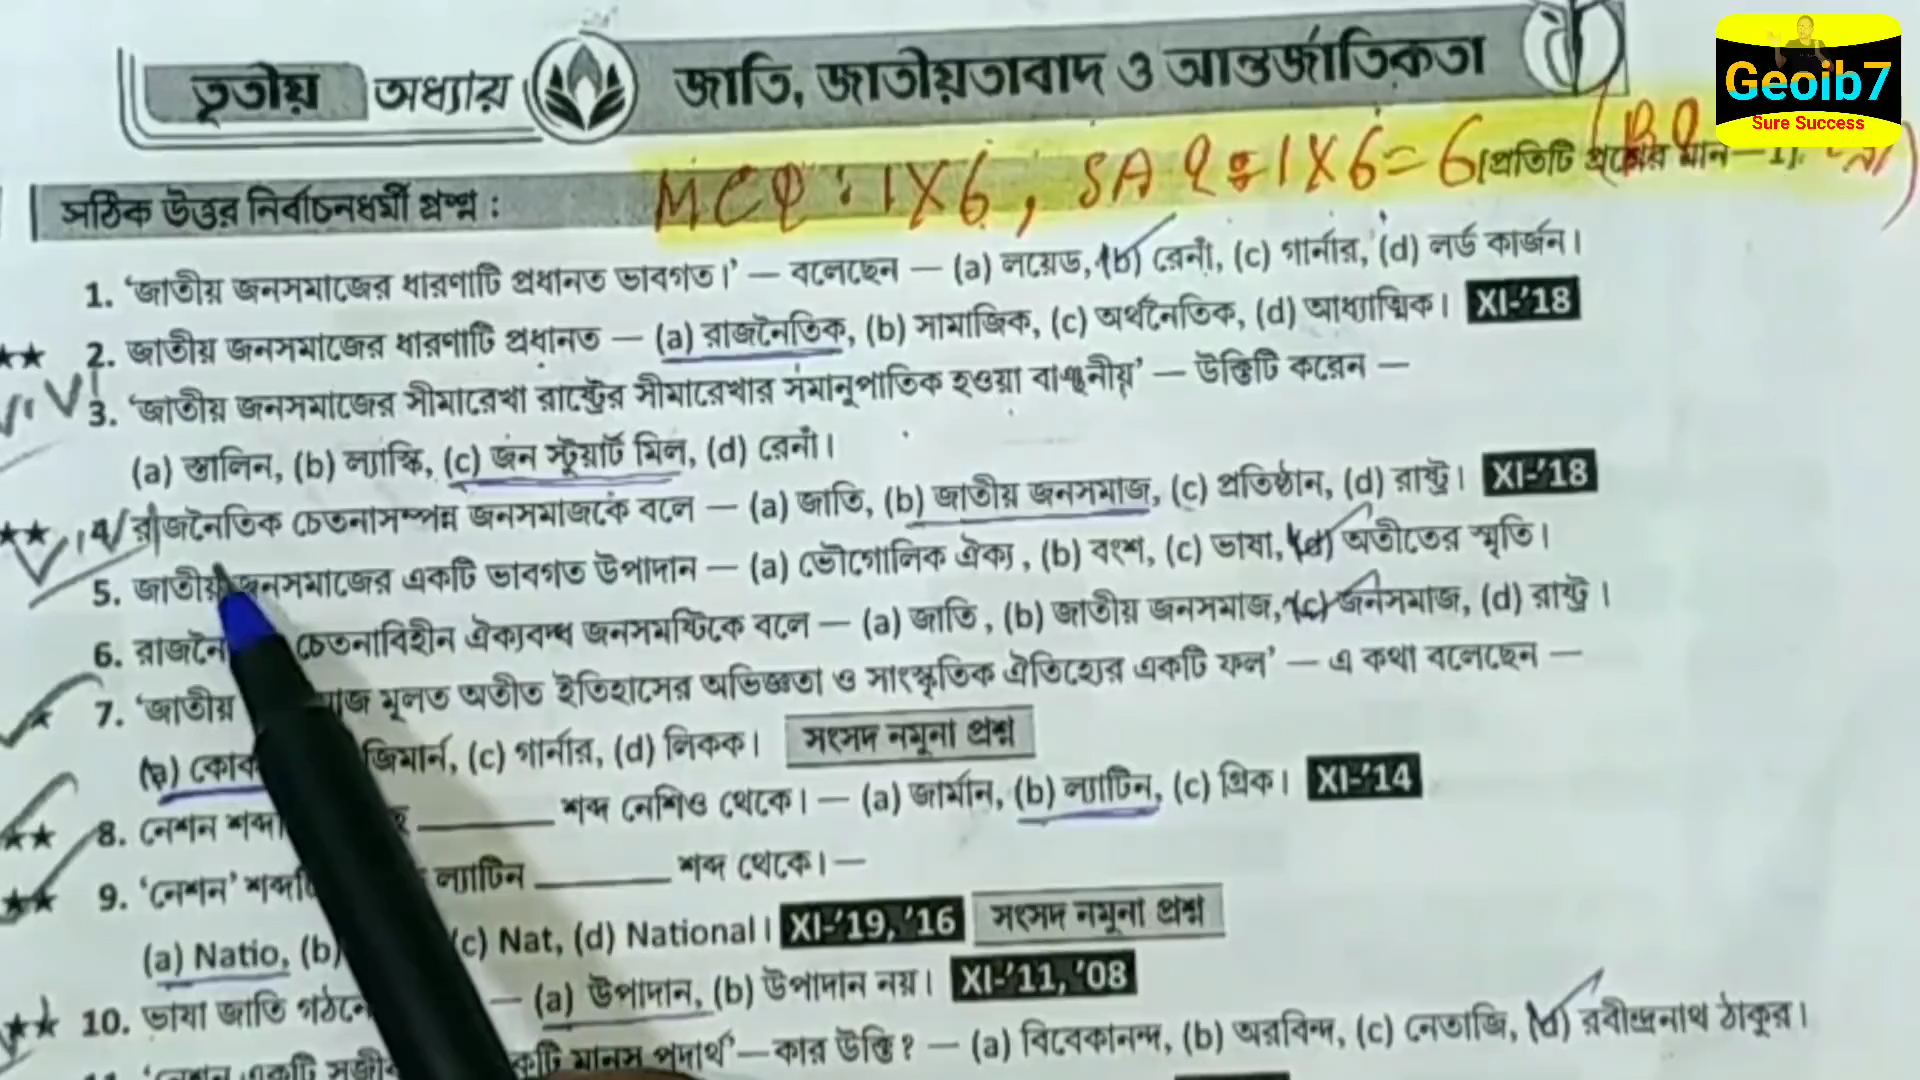 Geoib7
Sure Success
তৃতীয় অধ্যায় জাতি, জাতীয়তাবাদ ও আন্তর্জাতিকতা
MCQ : 1X6, SAQ = 1X6 = 6
সঠিক উত্তর নির্বাচনধর্মী প্রশ্ন : [প্রতিটি প্রশ্নের মান—1]
1. ‘জাতীয় জনসমাজের ধারণাটি প্রধানত ভাবগত।’ — বলেছেন — (a) লয়েড, (b) রেনাঁ, (c) গার্নার, (d) লর্ড কার্জন।
★★ 2. জাতীয় জনসমাজের ধারণাটি প্রধানত — (a) রাজনৈতিক, (b) সামাজিক, (c) অর্থনৈতিক, (d) আধ্যাত্মিক। XI-’18
3. ‘জাতীয় জনসমাজের সীমারেখা রাষ্ট্রের সীমারেখার সমানুপাতিক হওয়া বাঞ্ছনীয়’ — উক্তিটি করেন —
(a) স্তালিন, (b) ল্যাস্কি, (c) জন স্টুয়ার্ট মিল, (d) রেনাঁ।
★★ 4. রাজনৈতিক চেতনাসম্পন্ন জনসমাজকে বলে — (a) জাতি, (b) জাতীয় জনসমাজ, (c) প্রতিষ্ঠান, (d) রাষ্ট্র। XI-’18
5. জাতীয় জনসমাজের একটি ভাবগত উপাদান — (a) ভৌগোলিক ঐক্য, (b) বংশ, (c) ভাষা, (d) অতীতের স্মৃতি।
6. চেতনাবিহীন ঐক্যবদ্ধ জনসমষ্টিকে বলে — (a) জাতি, (b) জাতীয় জনসমাজ, (c) জনসমাজ, (d) রাষ্ট্র।
7. ‘জাতীয় মূলত অতীত ইতিহাসের অভিজ্ঞতা ও সাংস্কৃতিক ঐতিহ্যের একটি ফল’ — এ কথা বলেছেন —
(a) জিমার্ন, (c) গার্নার, (d) লিকক। সংসদ নমুনা প্রশ্ন
★★ 8. নেশন শব্দ ______ শব্দ নেশিও থেকে। — (a) জার্মান, (b) ল্যাটিন, (c) গ্রিক। XI-’14
★★ 9. ‘নেশন’ ল্যাটিন ______ শব্দ থেকে। —
(a) Natio, (b) (c) Nat, (d) National। XI-’19, ’16 সংসদ নমুনা প্রশ্ন
★★ 10. ভাষা জাতি — (a) উপাদান, (b) উপাদান নয়। XI-’11, ’08
মানস পদার্থ’—কার উক্তি ? — (a) বিবেকানন্দ, (b) অরবিন্দ, (c) নেতাজি, (d) রবীন্দ্রনাথ ঠাকুর।